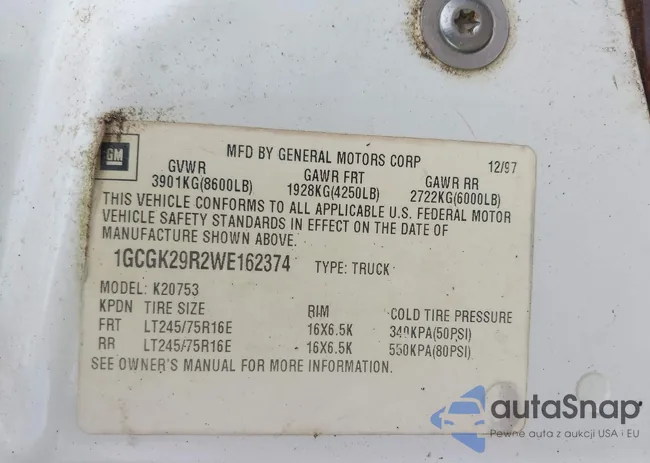 MFD BY GENERAL MOTORS CORP 12/97
GM
GVWR GAWR FRT GAWR RR
3901KG(8600LB) 1928KG(4250LB) 2722KG(6000LB)
THIS VEHICLE CONFORMS TO ALL APPLICABLE U.S. FEDERAL MOTOR
VEHICLE SAFETY STANDARDS IN EFFECT ON THE DATE OF
MANUFACTURE SHOWN ABOVE.
1GCGK29R2WE162374 TYPE: TRUCK
MODEL: K20753
KPDN TIRE SIZE RIM COLD TIRE PRESSURE
FRT LT245/75R16E 16X6.5K 340KPA(50PSI)
RR LT245/75R16E 16X6.5K 550KPA(80PSI)
SEE OWNER'S MANUAL FOR MORE INFORMATION.
autaSnap
Pewne auta z aukcji USA i EU